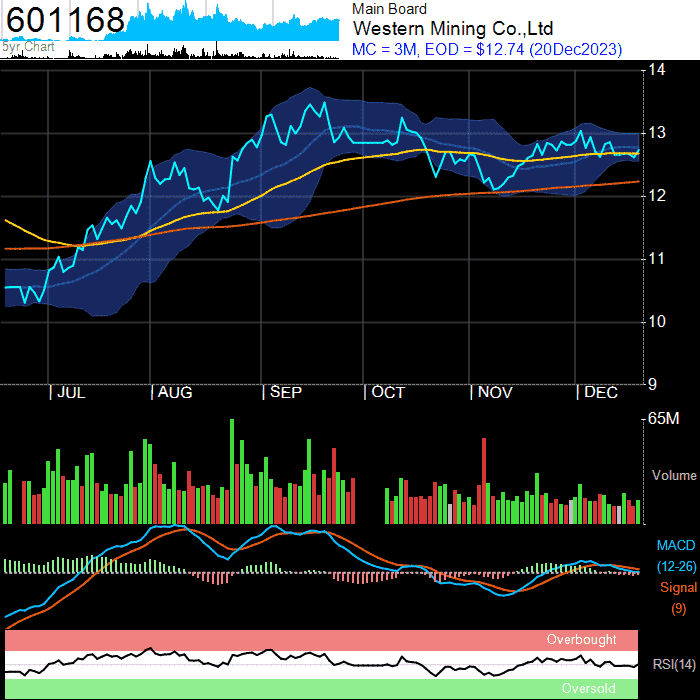 601168
5yr.Chart
Main Board
Western Mining Co.,Ltd
MC = 3M, EOD = $12.74 (20Dec2023)
14
13
12
11
10
9
| JUL | AUG | SEP | OCT | NOV | DEC
65M
Volume
MACD
(12-26)
Signal
(9)
Overbought
RSI(14)
Oversold